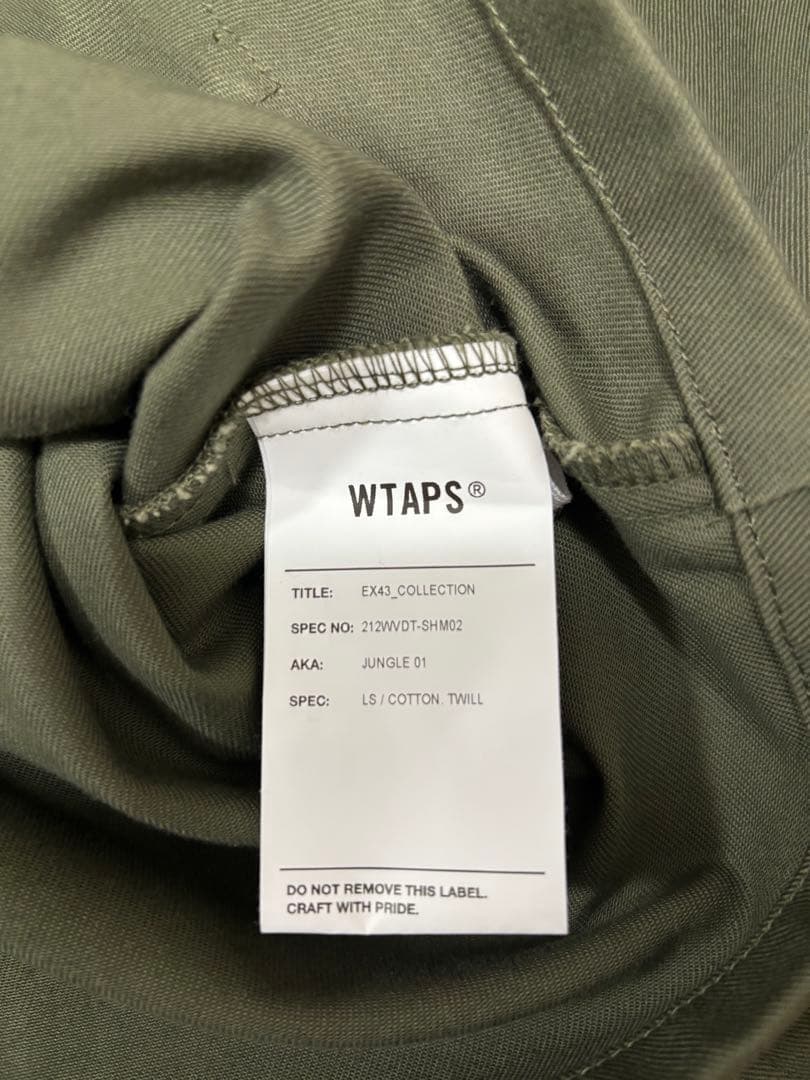 WTAPS®
TITLE: EX43_COLLECTION
SPEC NO: 212WVDT-SHM02
AKA: JUNGLE 01
SPEC: LS / COTTON. TWILL
DO NOT REMOVE THIS LABEL.
CRAFT WITH PRIDE.